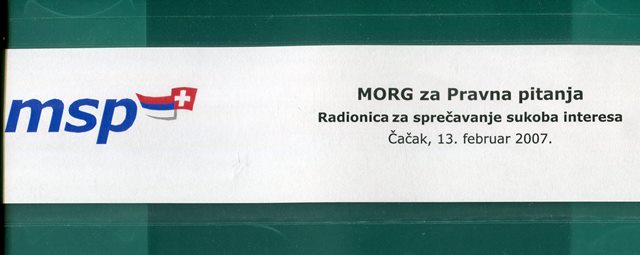 msp
MORG za Pravna pitanja
Radionica za sprečavanje sukoba interesa
Čačak, 13. februar 2007.